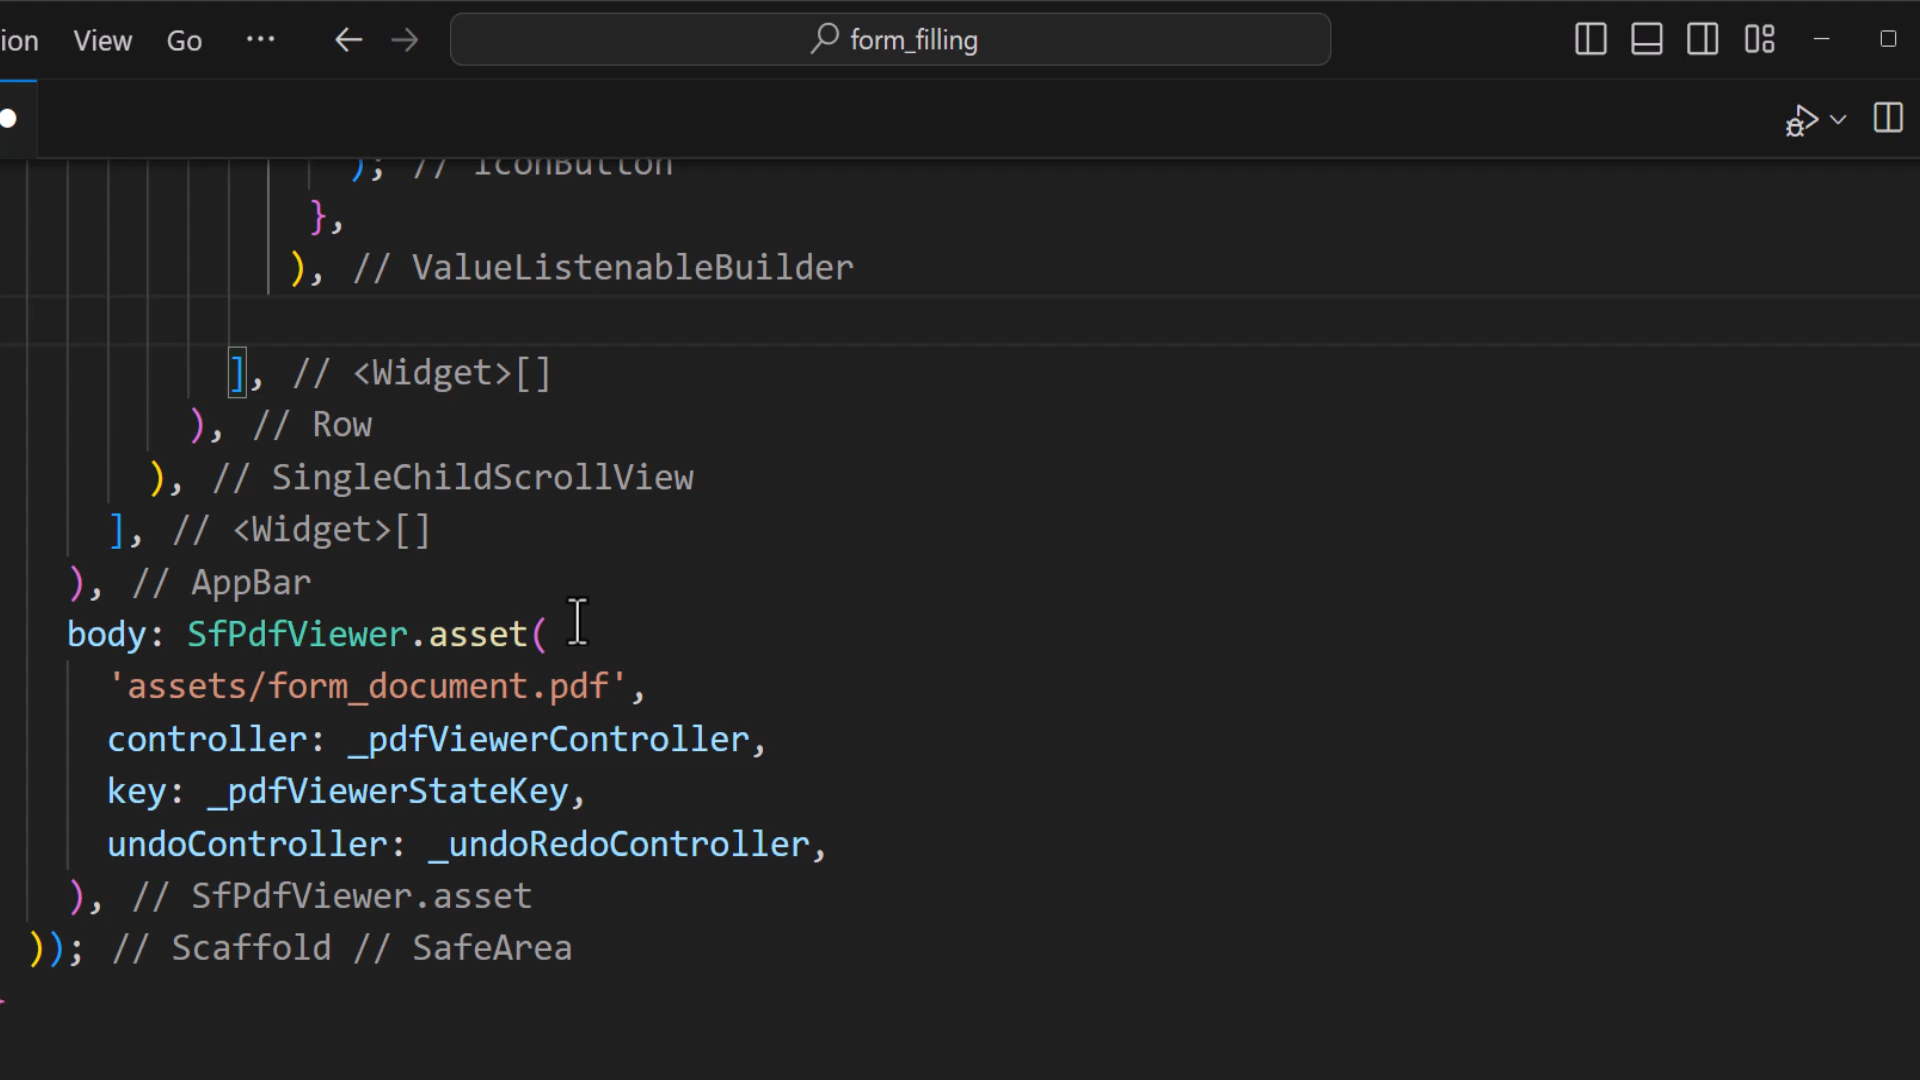 ion View Go ···
form_filling
); // IconButton
},
), // ValueListenableBuilder
], // <Widget>[]
), // Row
), // SingleChildScrollView
], // <Widget>[]
), // AppBar
body: SfPdfViewer.asset(
'assets/form_document.pdf',
controller: _pdfViewerController,
key: _pdfViewerStateKey,
undoController: _undoRedoController,
), // SfPdfViewer.asset
)); // Scaffold // SafeArea